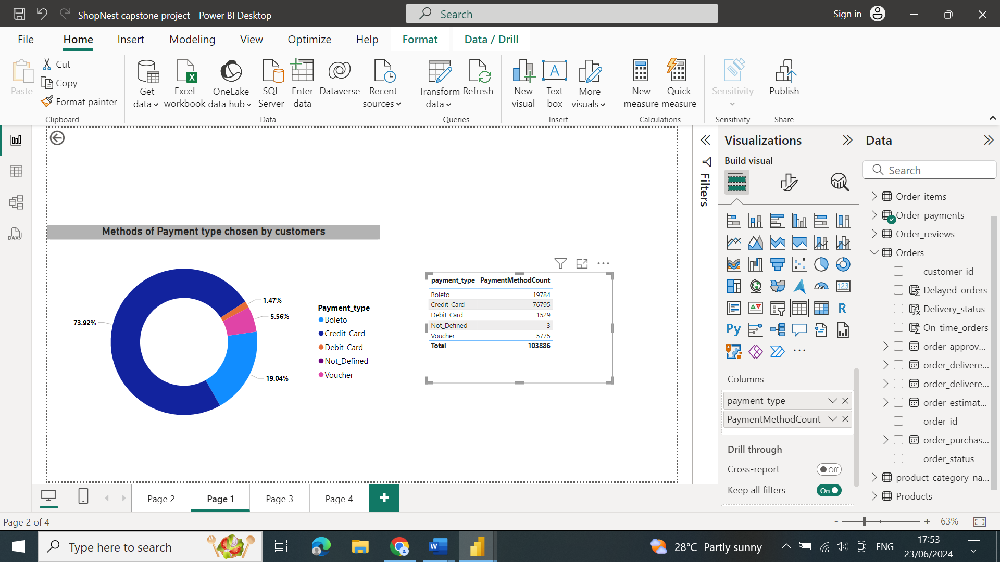 ShopNest capstone project - Power BI Desktop
Search
Sign in
File
Home
Insert
Modeling
View
Optimize
Help
Format
Data / Drill
Paste
Cut
Copy
Format painter
Clipboard
Get data
Excel workbook
OneLake data hub
SQL Server
Enter data
Dataverse
Recent sources
Data
Transform data
Refresh
Queries
New visual
A
Text box
More visuals
Insert
New measure
Quick measure
Calculations
Sensitivity
Sensitivity
Publish
Share
DAX
Methods of Payment type chosen by customers
73.92%
1.47%
5.56%
19.04%
Payment_type
Boleto
Credit_Card
Debit_Card
Not_Defined
Voucher
payment_type PaymentMethodCount
Boleto 19784
Credit_Card 76795
Debit_Card 1529
Not_Defined 3
Voucher 5775
Total 103886
Filters
Visualizations
Build visual
123
R
Py
Columns
payment_type
PaymentMethodCount
Drill through
Cross-report Off
Keep all filters On
Data
Search
Order_items
Order_payments
Order_reviews
Orders
customer_id
Delayed_orders
Delivery_status
On-time_orders
order_approv...
order_delivere...
order_delivere...
order_estimat...
order_id
order_purchas...
order_status
product_category_na...
Products
Page 2
Page 1
Page 3
Page 4
+
Page 2 of 4
- + 63%
Type here to search
28°C Partly sunny
ENG
17:53
23/06/2024